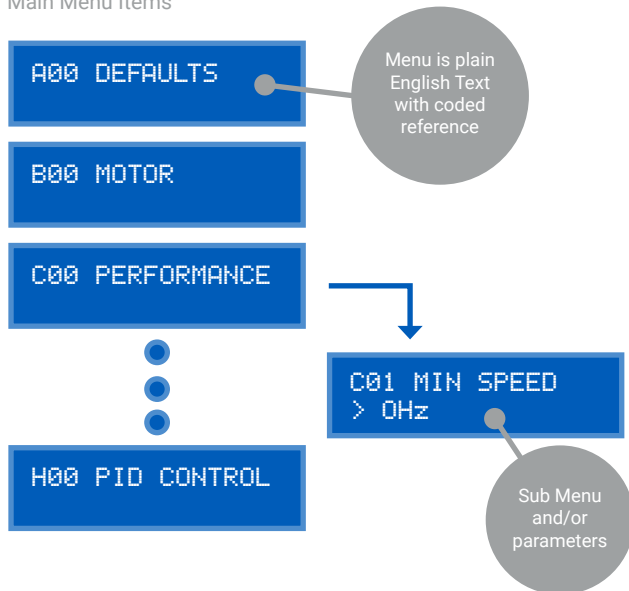 Main Menu Items
A00 DEFAULTS
Menu is plain
English Text
with coded
reference
B00 MOTOR
C00 PERFORMANCE
C01 MIN SPEED
> 0Hz
H00 PID CONTROL
Sub Menu
and/or
parameters